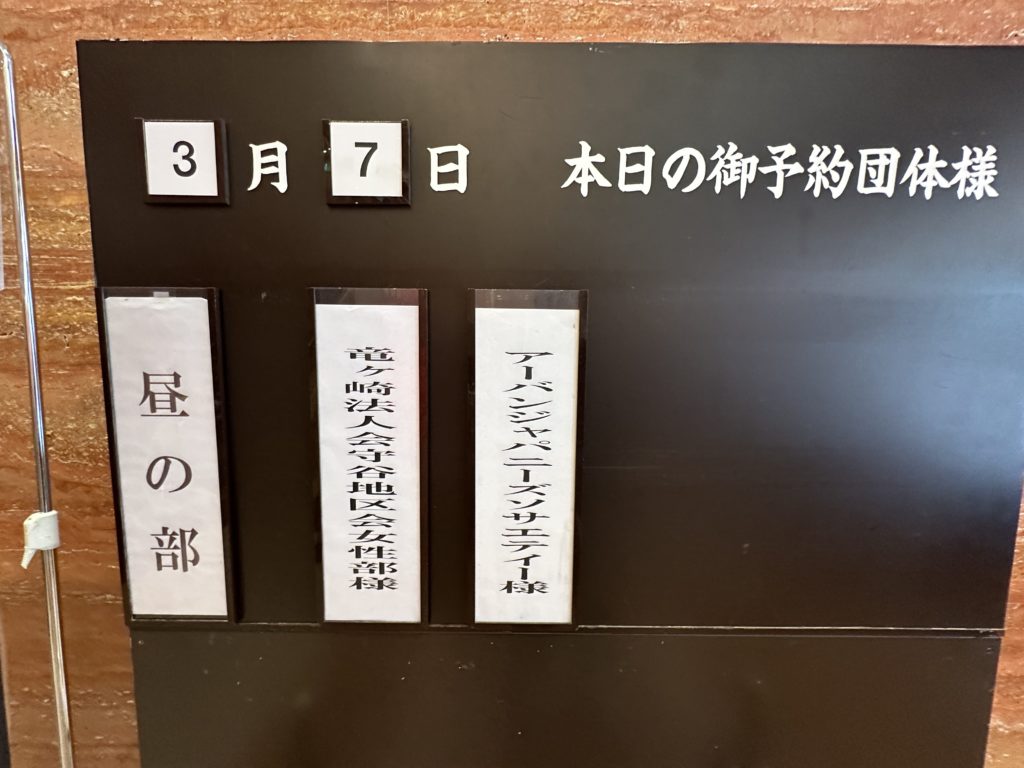 3月7日 本日の御予約団体様
昼の部
竜ヶ崎法人会守谷地区会女性部様
アーバンジャパニーズソサエティー様